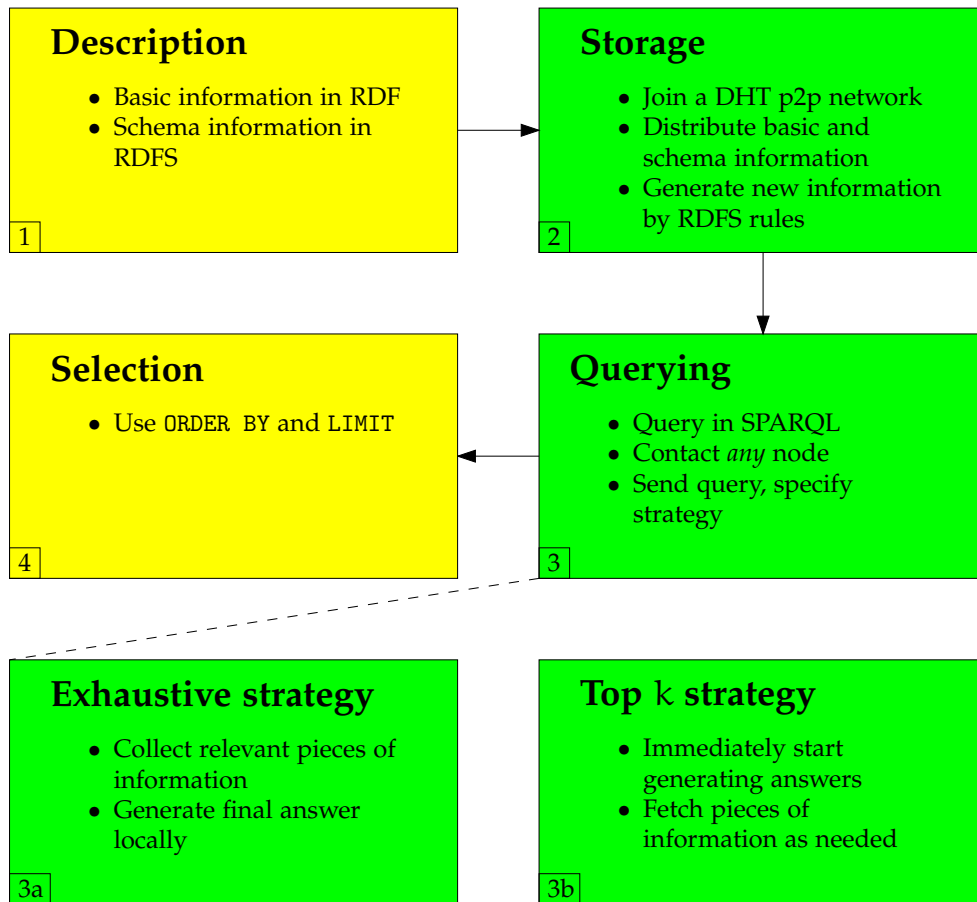 Description
• Basic information in RDF
• Schema information in
RDFS
1
Storage
• Join a DHT p2p network
• Distribute basic and
schema information
• Generate new information
by RDFS rules
2
Selection
• Use ORDER BY and LIMIT
4
Querying
• Query in SPARQL
• Contact any node
• Send query, specify
strategy
3
Exhaustive strategy
• Collect relevant pieces of
information
• Generate final answer
locally
3a
Top k strategy
• Immediately start
generating answers
• Fetch pieces of
information as needed
3b